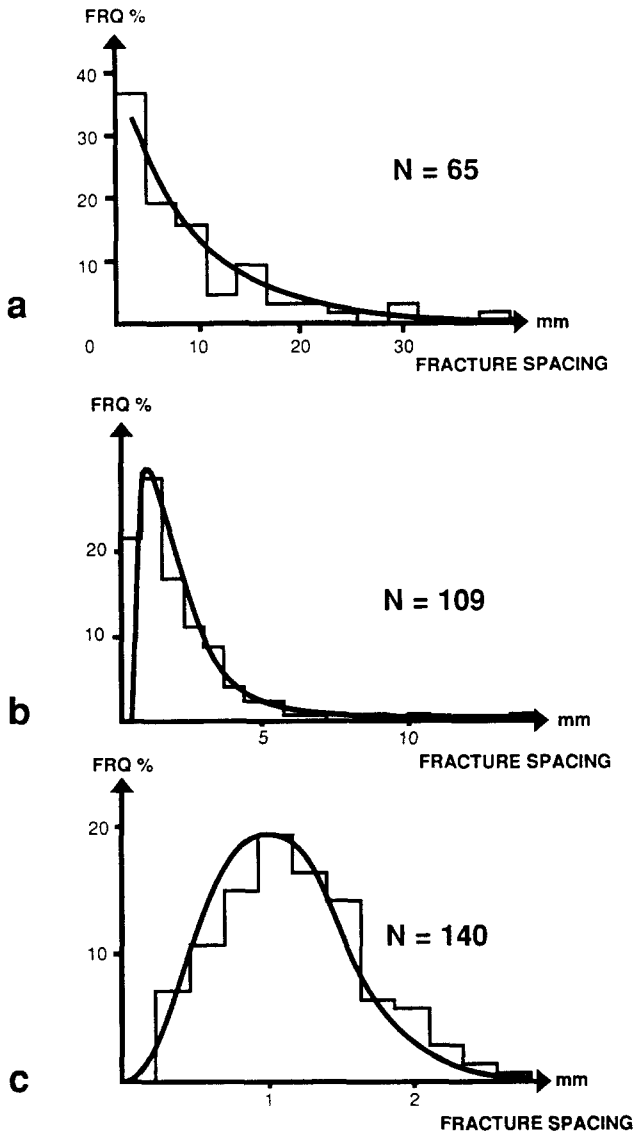 FRQ %
40
30
20
10
N = 65
a
mm
0 10 20 30
FRACTURE SPACING
FRQ %
20
10
N = 109
b
mm
5 10
FRACTURE SPACING
FRQ %
20
10
N = 140
c
mm
1 2
FRACTURE SPACING